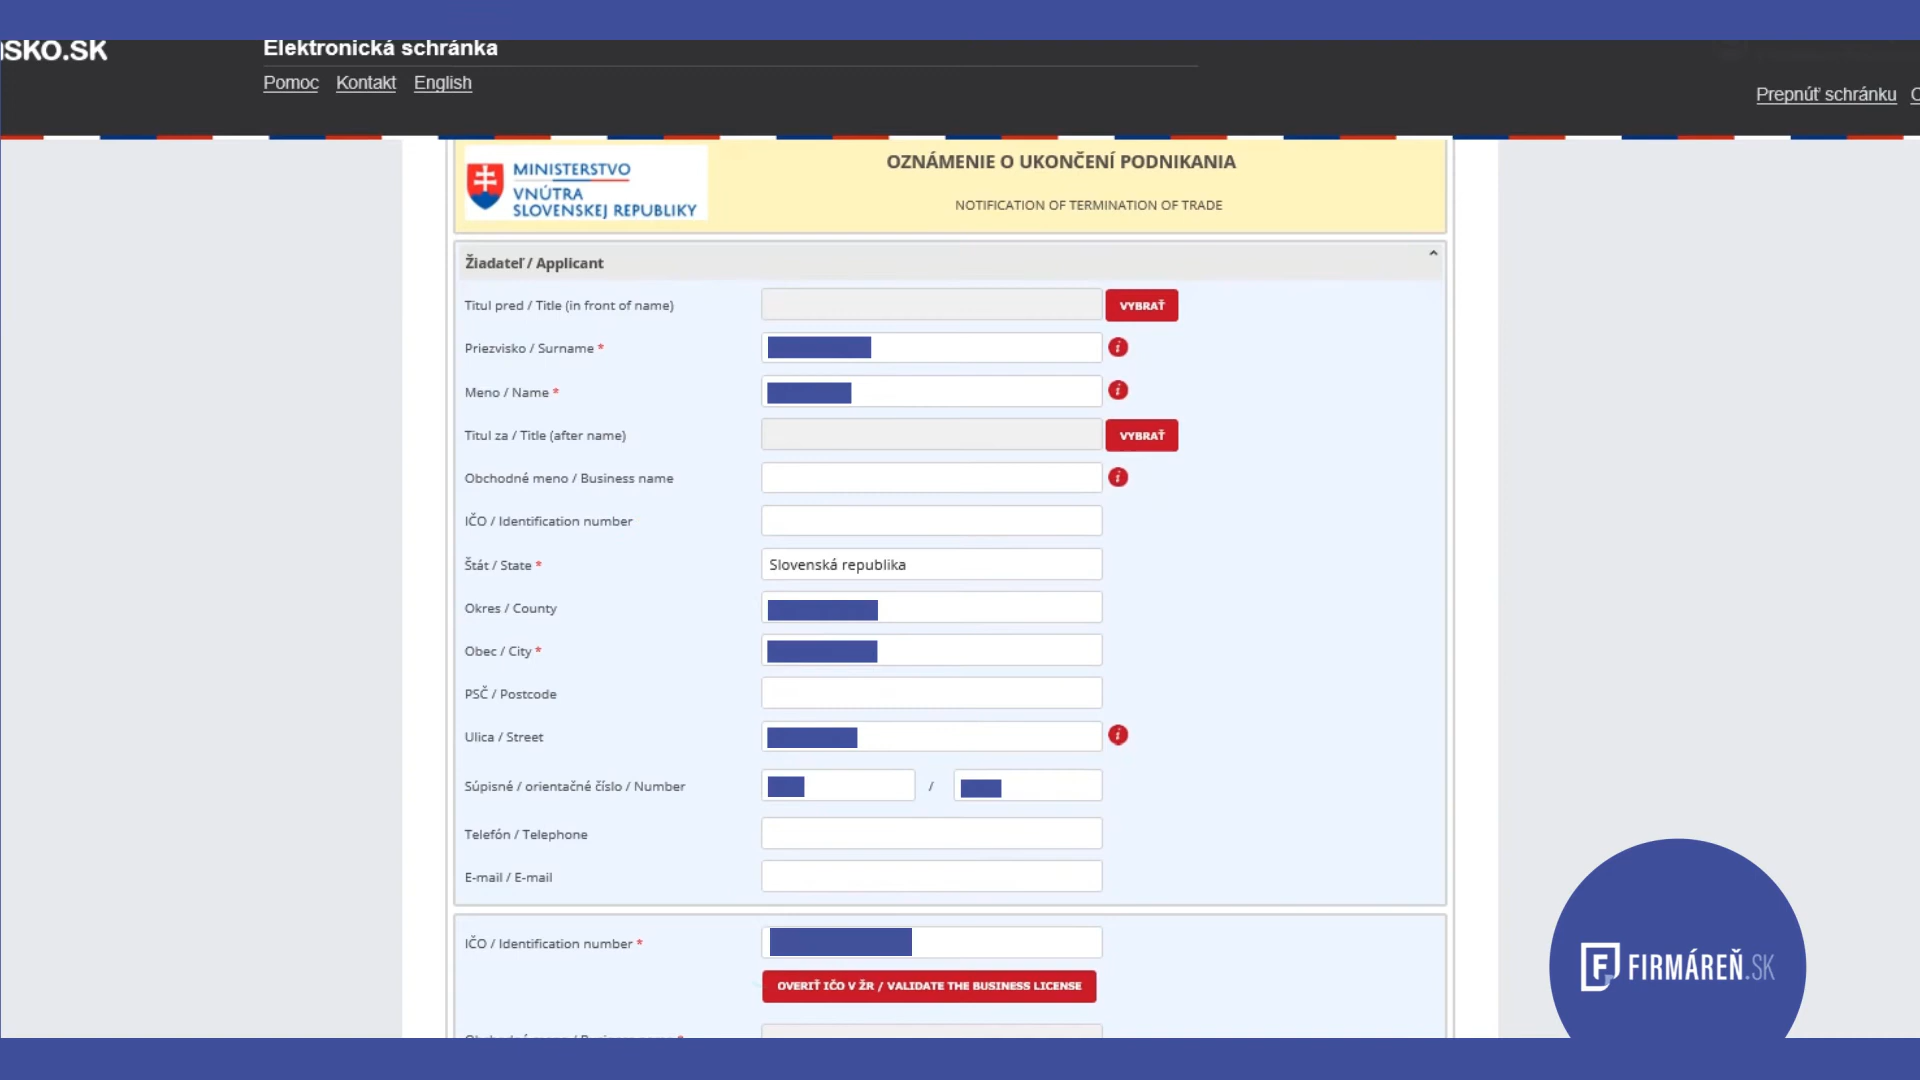 SKO.SK
Elektronická schránka
Pomoc Kontakt English
Prepnúť schránku
MINISTERSTVO
VNÚTRA
SLOVENSKEJ REPUBLIKY
OZNÁMENIE O UKONČENÍ PODNIKANIA
NOTIFICATION OF TERMINATION OF TRADE
Žiadateľ / Applicant
Titul pred / Title (in front of name) VYBRAŤ
Priezvisko / Surname *
Meno / Name *
Titul za / Title (after name) VYBRAŤ
Obchodné meno / Business name
IČO / Identification number
Štát / State * Slovenská republika
Okres / County
Obec / City *
PSČ / Postcode
Ulica / Street
Súpisné / orientačné číslo / Number /
Telefón / Telephone
E-mail / E-mail
IČO / Identification number *
OVERIŤ IČO V ŽR / VALIDATE THE BUSINESS LICENSE
FIRMÁREŇ.SK